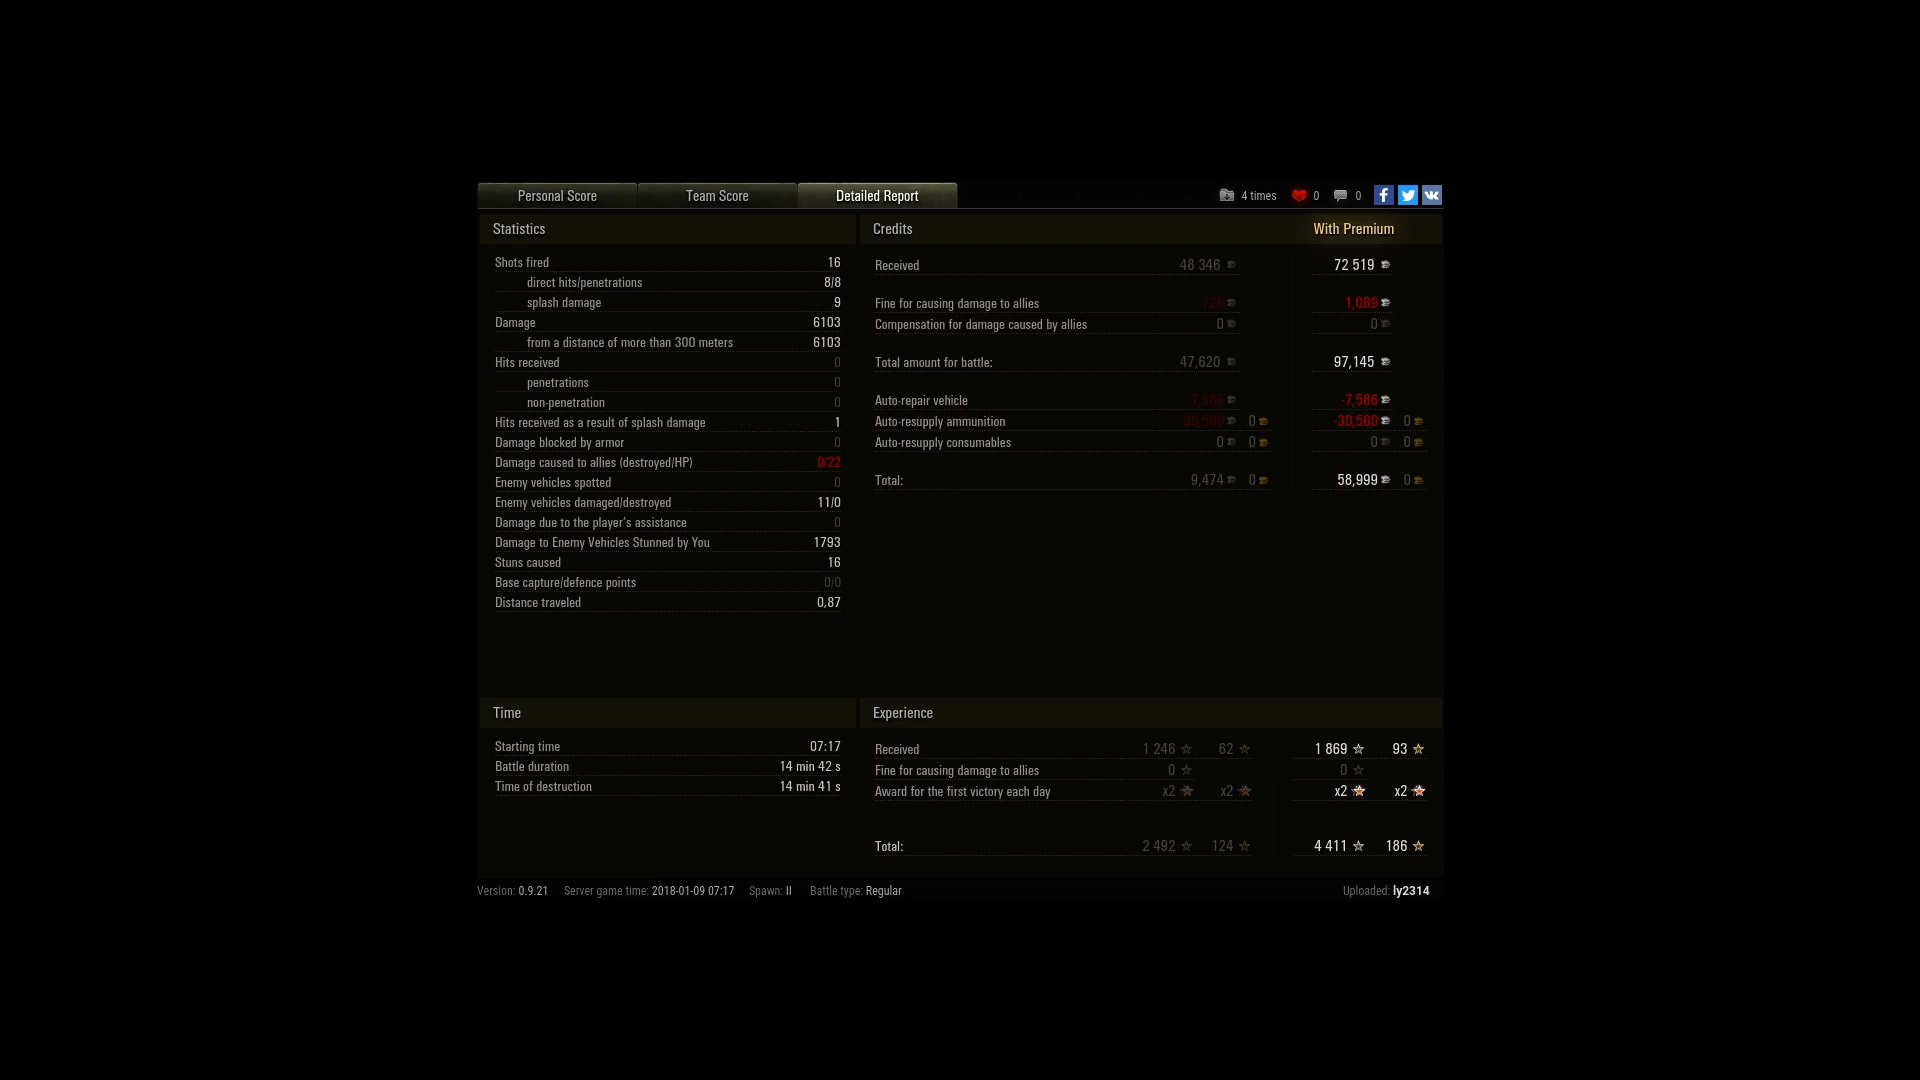 Personal Score Team Score Detailed Report 4 times 0 0
Statistics
Shots fired 16
direct hits/penetrations 8/8
splash damage 9
Damage 6103
from a distance of more than 300 meters 6103
Hits received 0
penetrations 0
non-penetration 0
Hits received as a result of splash damage 1
Damage blocked by armor 0
Damage caused to allies (destroyed/HP) 0/22
Enemy vehicles spotted 0
Enemy vehicles damaged/destroyed 11/0
Damage due to the player's assistance 0
Damage to Enemy Vehicles Stunned by You 1793
Stuns caused 16
Base capture/defence points 0/0
Distance traveled 0,87
Credits With Premium
Received 48 346 72 519
Fine for causing damage to allies 1,089
Compensation for damage caused by allies 0 0
Total amount for battle: 47,620 97,145
Auto-repair vehicle 7,586 -7,586
Auto-resupply ammunition 30,560 0 -30,560 0
Auto-resupply consumables 0 0 0 0
Total: 9,474 0 58,999 0
Time
Starting time 07:17
Battle duration 14 min 42 s
Time of destruction 14 min 41 s
Experience
Received 1 246 62 1 869 93
Fine for causing damage to allies 0 0
Award for the first victory each day x2 x2 x2 x2
Total: 2 492 124 4 411 186
Version: 0.9.21 Server game time: 2018-01-09 07:17 Spawn: II Battle type: Regular Uploaded: ly2314